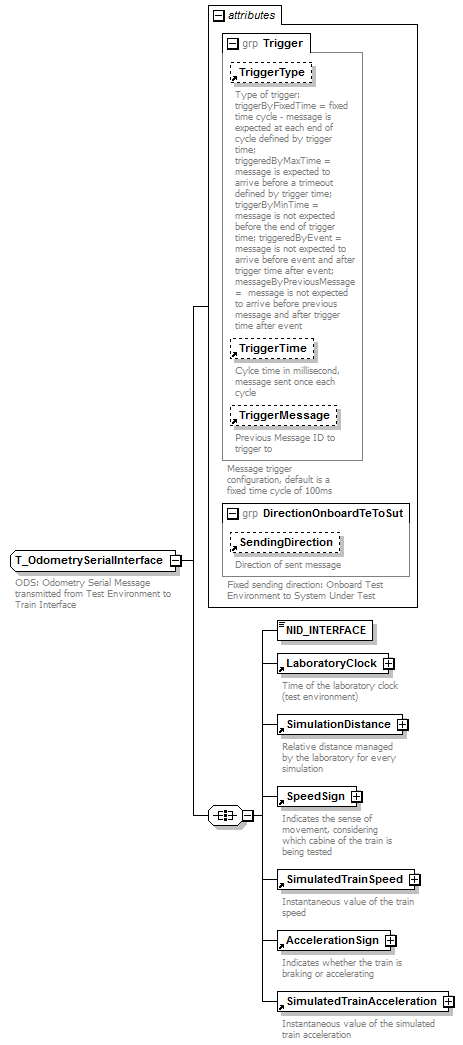 attributes
grp Trigger
TriggerType
Type of trigger:
triggerByFixedTime = fixed
time cycle - message is
expected at each end of
cycle defined by trigger
time;
triggeredByMaxTime =
message is expected to
arrive before a timeout
defined by trigger time;
triggerByMinTime =
message is not expected
before the end of trigger
time; triggeredByEvent =
message is not expected to
arrive before event and after
trigger time after event;
messageByPreviousMessage
= message is not expected
to arrive before previous
message and after trigger
time after event
TriggerTime
Cylce time in millisecond,
message sent once each
cycle
TriggerMessage
Previous Message ID to
trigger to
Message trigger
configuration, default is a
fixed time cycle of 100ms
grp DirectionOnboardTeToSut
SendingDirection
Direction of sent message
Fixed sending direction: Onboard Test
Environment to System Under Test
T_OdometrySerialInterface
ODS: Odometry Serial Message
transmitted from Test Environment to
Train Interface
NID_INTERFACE
LaboratoryClock
Time of the laboratory clock
(test environment)
SimulationDistance
Relative distance managed
by the laboratory for every
simulation
SpeedSign
Indicates the sense of
movement, considering
which cabine of the train is
being tested
SimulatedTrainSpeed
Instantaneous value of the train
speed
AccelerationSign
Indicates whether the train is
braking or accelerating
SimulatedTrainAcceleration
Instantaneous value of the simulated
train acceleration